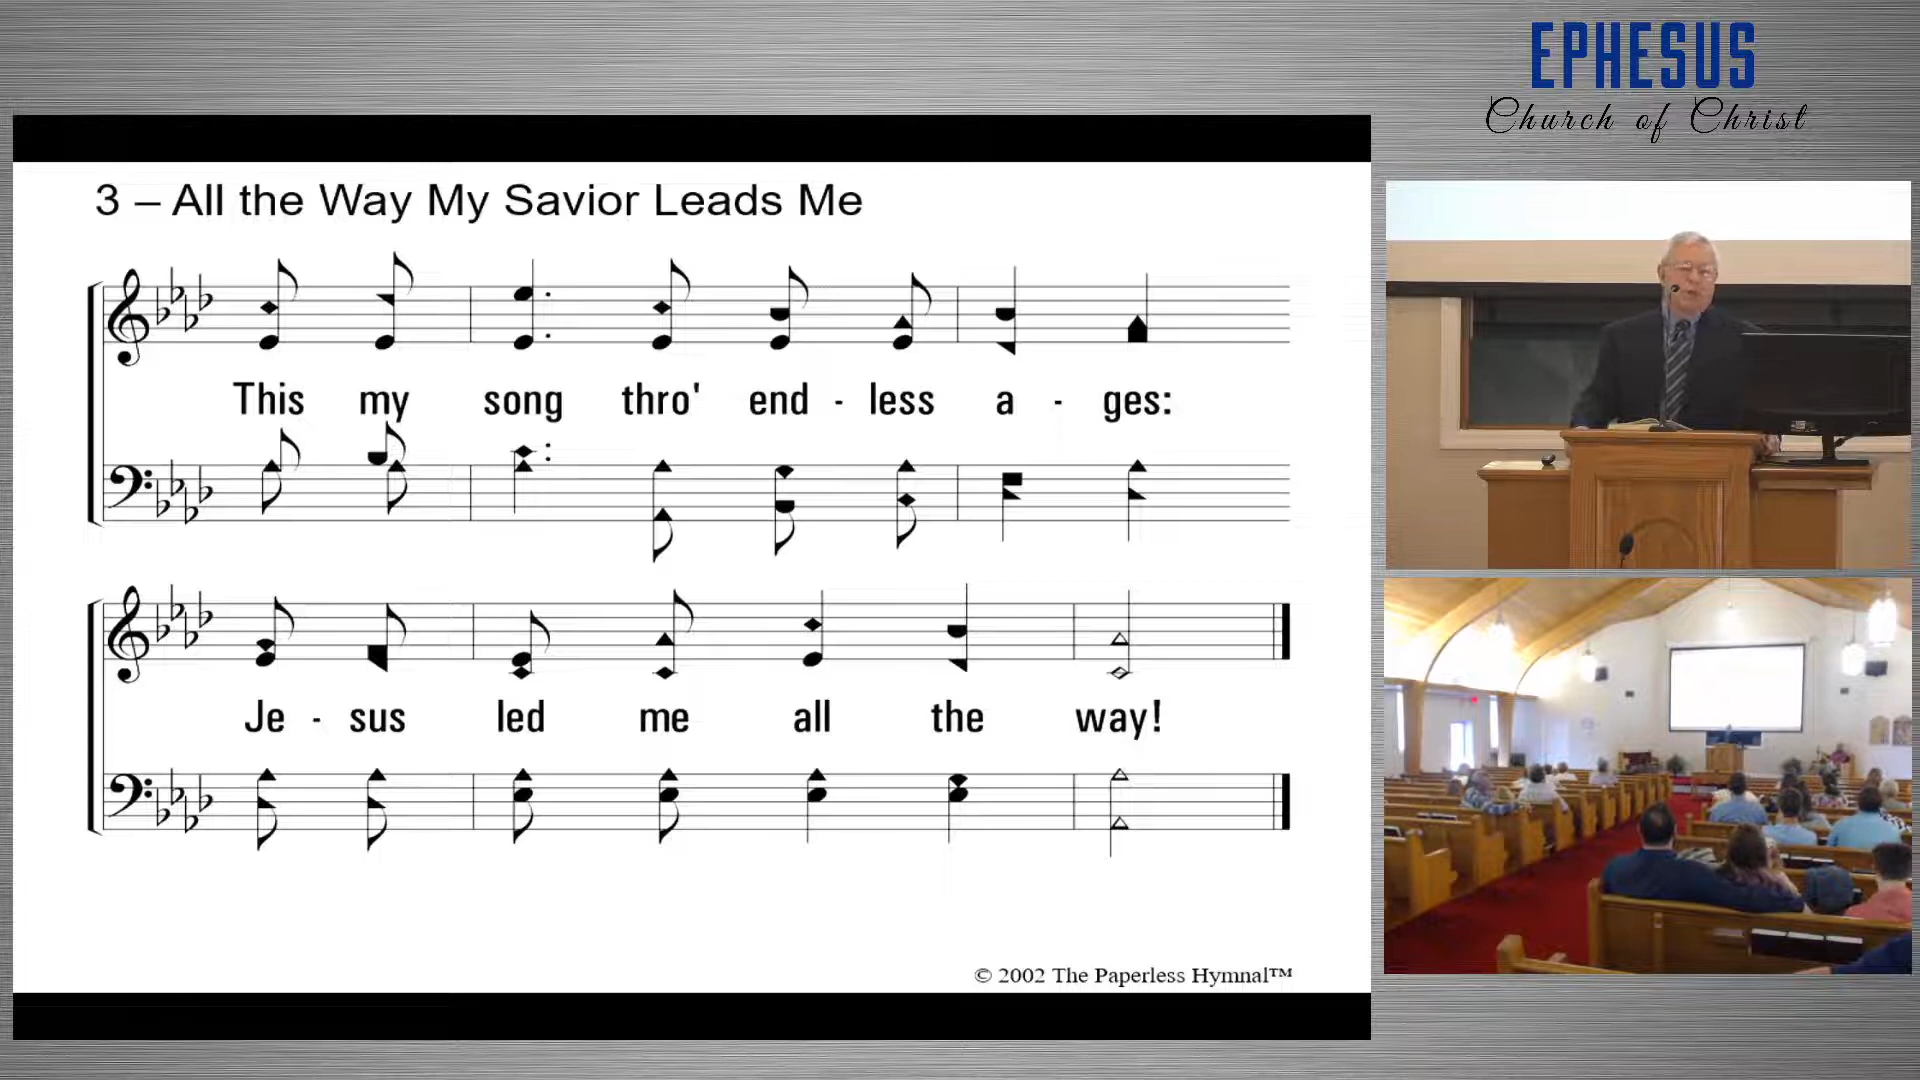 EPHESUS
Church of Christ
3 – All the Way My Savior Leads Me
This my song thro' end - less a - ges:
Je - sus led me all the way!
© 2002 The Paperless Hymnal™